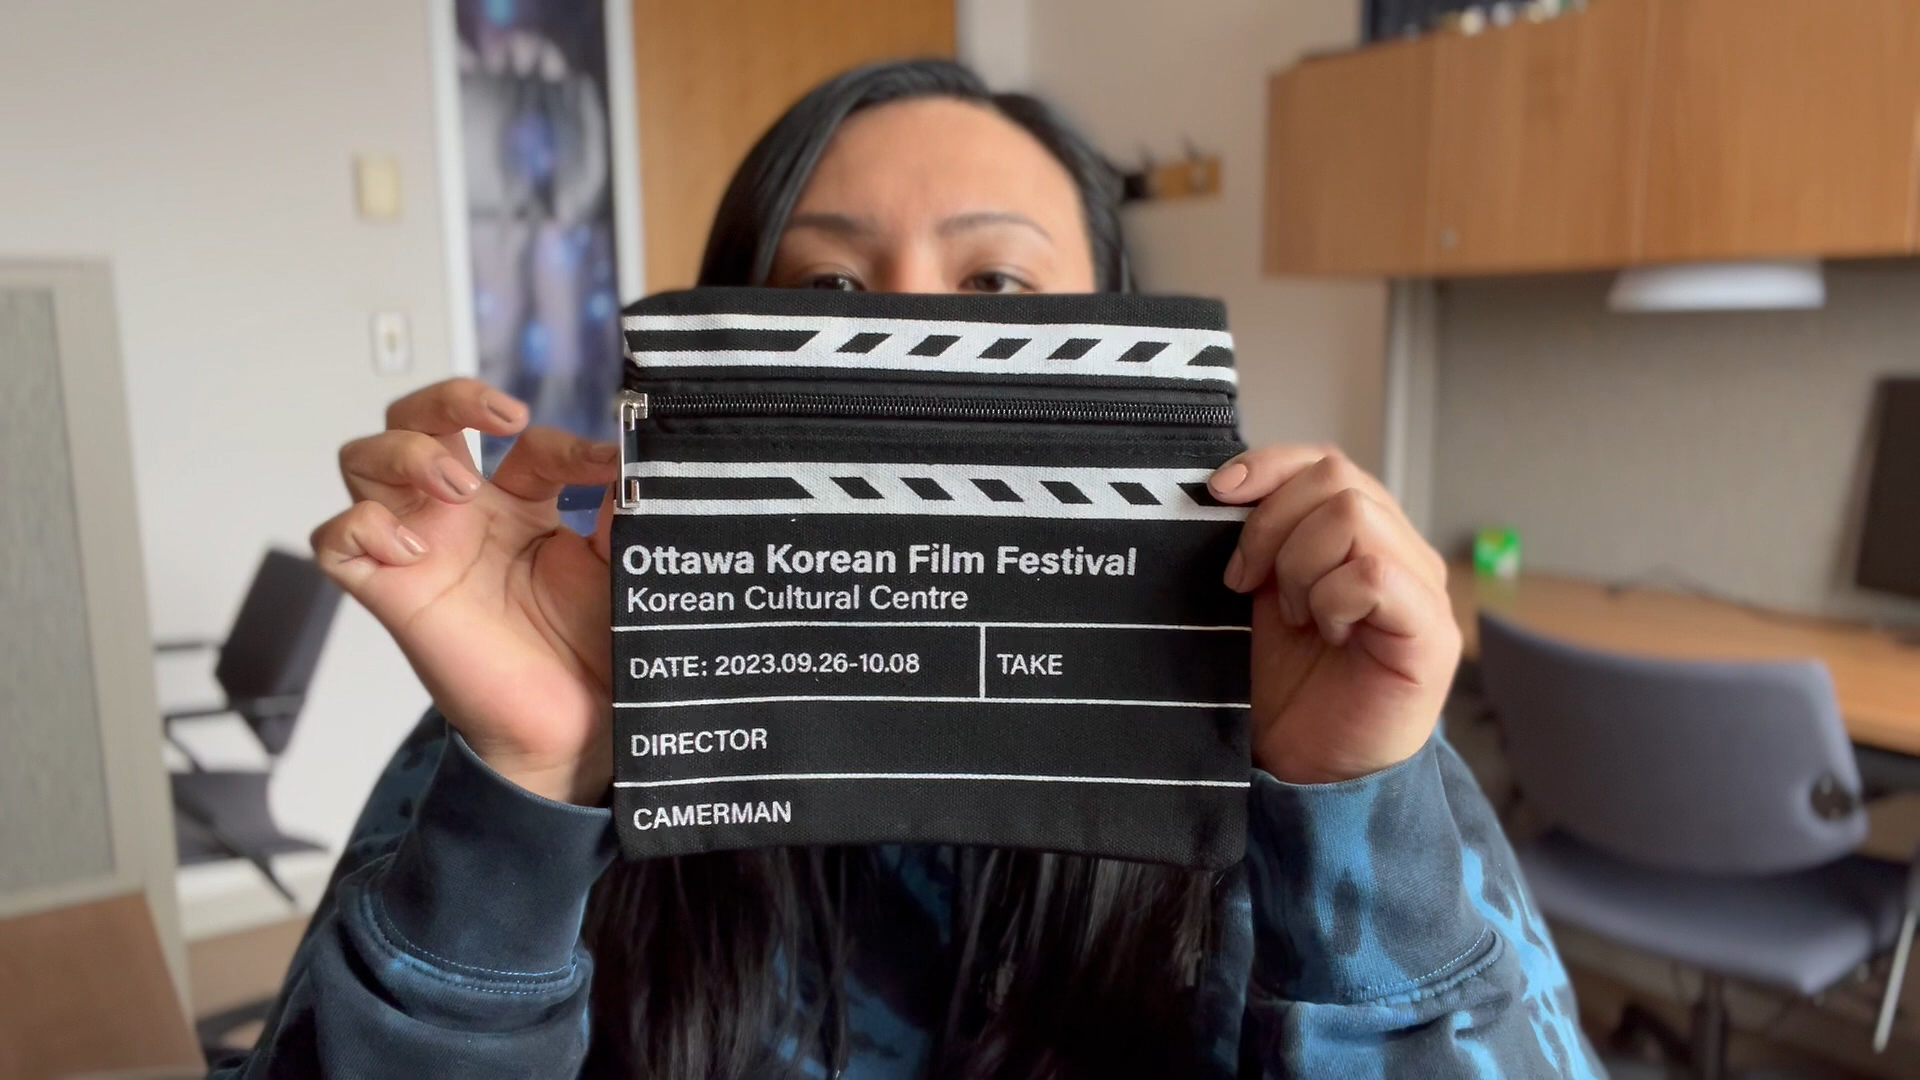 Ottawa Korean Film Festival
Korean Cultural Centre
DATE: 2023.09.26-10.08 TAKE
DIRECTOR
CAMERMAN